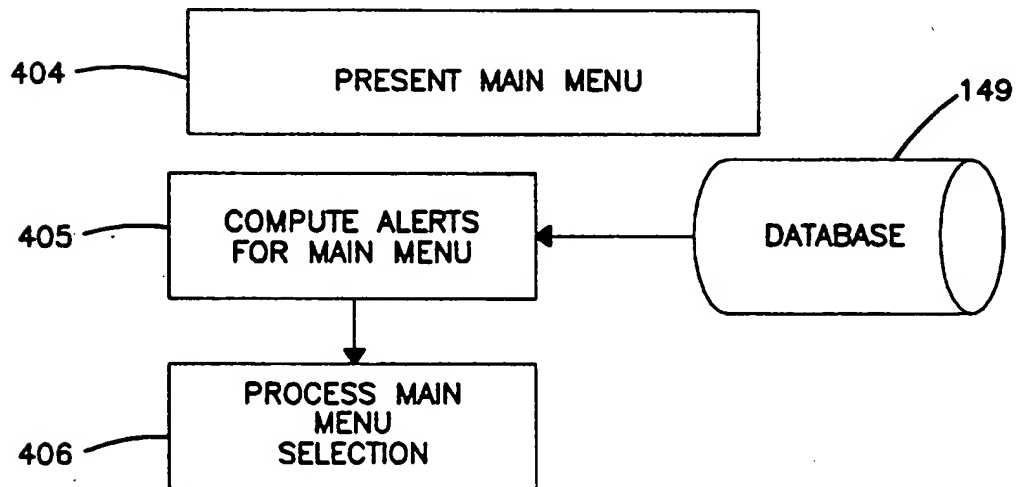 404
PRESENT MAIN MENU
149
405
COMPUTE ALERTS
FOR MAIN MENU
DATABASE
406
PROCESS MAIN
MENU
SELECTION